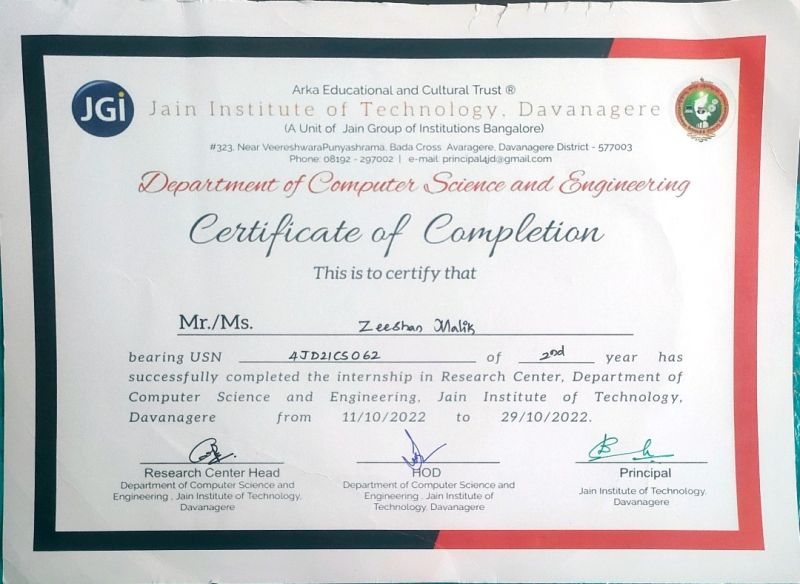 JGi
Arka Educational and Cultural Trust ®
Jain Institute of Technology, Davanagere
(A Unit of Jain Group of Institutions Bangalore)
#323, Near VeereshwaraPunyashrama, Bada Cross Avaragere, Davanagere District - 577003
Phone: 08192 - 297002 | e-mail principal4jd@gmail.com
Department of Computer Science and Engineering
Certificate of Completion
This is to certify that
Mr./Ms. Zeeshan Malik
bearing USN 4JD21CS062 of 2nd year has
successfully completed the internship in Research Center, Department of
Computer Science and Engineering, Jain Institute of Technology,
Davanagere from 11/10/2022 to 29/10/2022.
Research Center Head
Department of Computer Science and
Engineering , Jain Institute of Technology,
Davanagere
HOD
Department of Computer Science and
Engineering , Jain Institute of
Technology, Davanagere
Principal
Jain Institute of Technology,
Davanagere